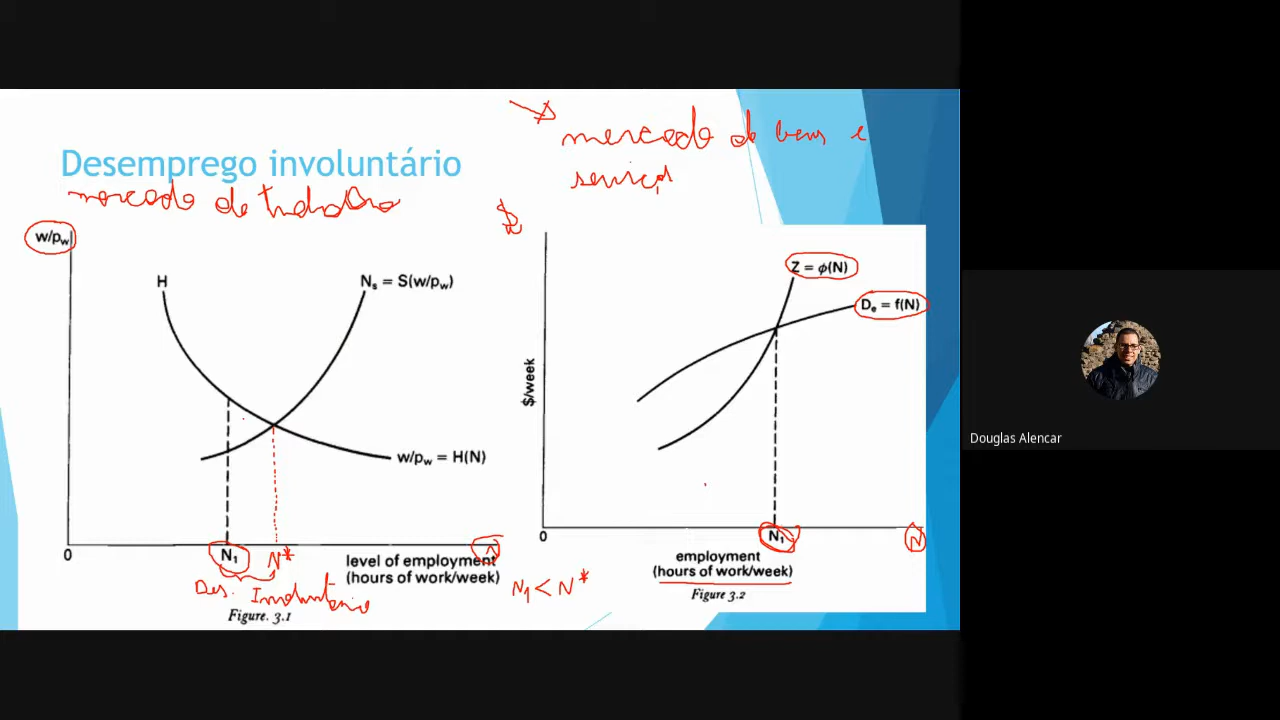 mercado de bens e
serviços
Desemprego involuntário
mercado de trabalho
$
w/pw
H
Ns = S(w/pw)
w/pw = H(N)
0
N₁
N*
N
level of employment
(hours of work/week)
Des. Involuntário
Figure. 3.1
Z = φ(N)
De = f(N)
$/week
0
N₁
N
employment
(hours of work/week)
N₁ < N*
Figure 3.2
Douglas Alencar